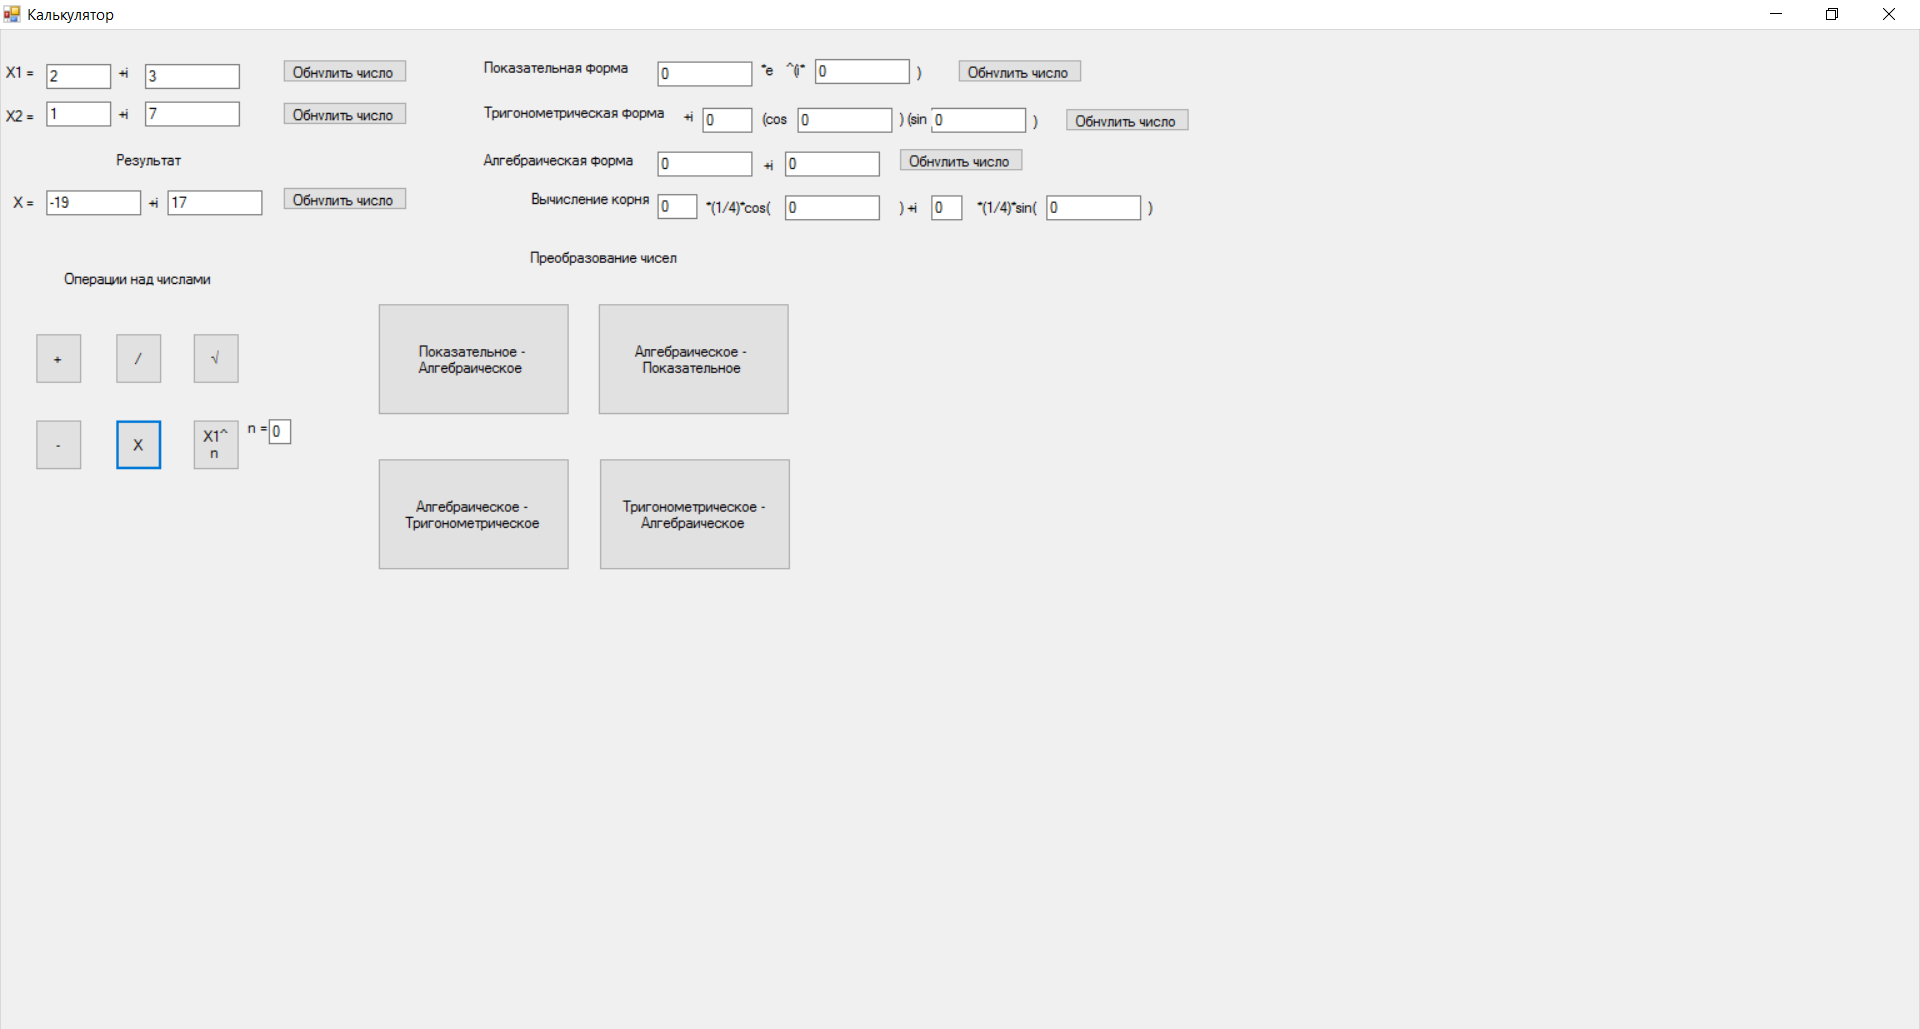 Калькулятор
X1 = 2 +i 3 Обнулить число
X2 = 1 +i 7 Обнулить число
Результат
X = -19 +i 17 Обнулить число
Показательная форма 0 *e ^(i* 0 ) Обнулить число
Тригонометрическая форма +i 0 (cos 0 ) (sin 0 ) Обнулить число
Алгебраическая форма 0 +i 0 Обнулить число
Вычисление корня 0 *(1/4)*cos( 0 ) +i 0 *(1/4)*sin( 0 )
Операции над числами
+ / √
- X X1^
n
n = 0
Преобразование чисел
Показательное -
Алгебраическое
Алгебраическое -
Показательное
Алгебраическое -
Тригонометрическое
Тригонометрическое -
Алгебраическое